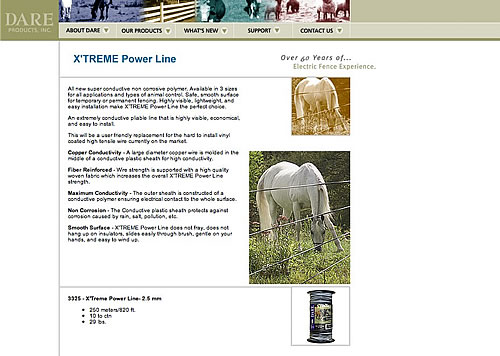 DARE
PRODUCTS, INC.
ABOUT DARE
OUR PRODUCTS
WHAT'S NEW
SUPPORT
CONTACT US
X'TREME Power Line
Over 60 Years of...
Electric Fence Experience.
All new super conductive non corrosive polymer. Available in 3 sizes
for all applications and types of animal control. Safe, smooth surface
for temporary or permanent fencing. Highly visible, lightweight, and
easy installation make X'TREME Power Line the perfect choice.
An extremely conductive pliable line that is highly visible, economical,
and easy to install.
This will be a user friendly replacement for the hard to install vinyl
coated high tensile wire currently on the market.
Copper Conductivity - A large diameter copper wire is molded in the
middle of a conductive plastic sheath for high conductivity.
Fiber Reinforced - Wire strength is supported with a high quality
woven fabric which increases the overall X'TREME Power Line
strength.
Maximum Conductivity - The outer sheath is constructed of a
conductive polymer ensuring electrical contact to the whole surface.
Non Corrosion - The Conductive plastic sheath protects against
corrosion caused by rain, salt, pollution, etc.
Smooth Surface - X'TREME Power Line does not fray, does not
hang up on insulators, slides easily through brush, gentle on your
hands, and easy to wind up.
3325 - X'Treme Power Line- 2.5 mm
250 meters/820 ft.
10 to ctn
29 lbs.